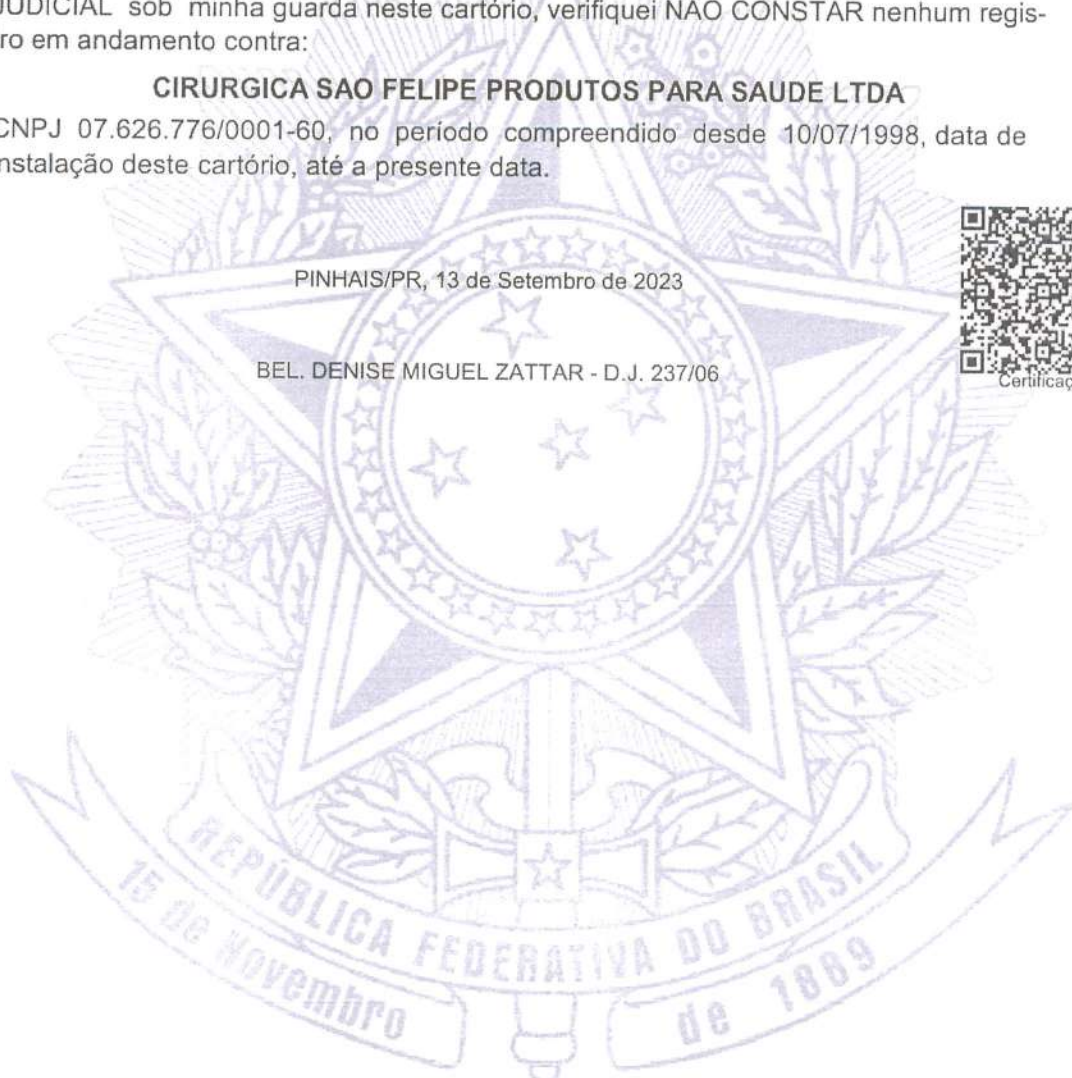 JUDICIAL sob minha guarda neste cartório, verifiquei NAO CONSTAR nenhum regis-
ro em andamento contra:
CIRURGICA SAO FELIPE PRODUTOS PARA SAUDE LTDA
CNPJ 07.626.776/0001-60, no período compreendido desde 10/07/1998, data de
nstalação deste cartório, até a presente data.
PINHAIS/PR, 13 de Setembro de 2023
BEL. DENISE MIGUEL ZATTAR - D.J. 237/06
Certificaç
REPÚBLICA FEDERATIVA DO BRASIL
15 de Novembro de 1889